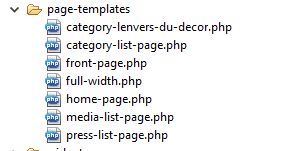 page-templates
category-lenvers-du-decor.php
category-list-page.php
front-page.php
full-width.php
home-page.php
media-list-page.php
press-list-page.php